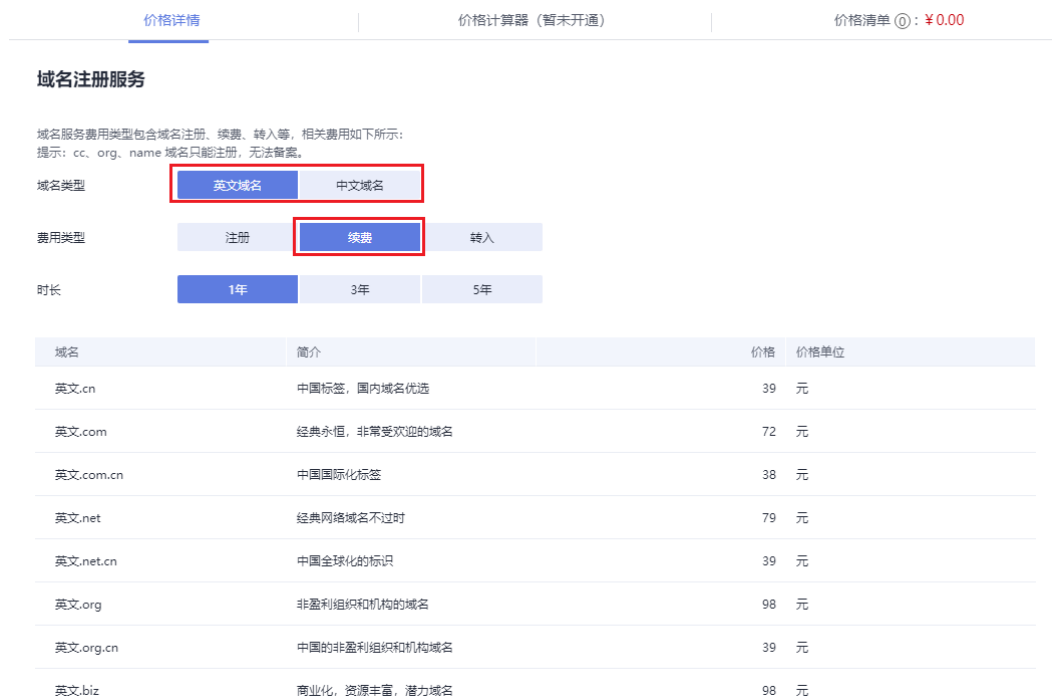 价格详情 价格计算器（暂未开通） 价格清单 0 ：￥0.00
域名注册服务
域名服务费用类型包含域名注册、续费、转入等，相关费用如下所示：
提示：cc、org、name 域名只能注册，无法备案。
域名类型 英文域名 中文域名
费用类型 注册 续费 转入
时长 1年 3年 5年
域名 简介 价格 价格单位
英文.cn 中国标签，国内域名优选 39 元
英文.com 经典永恒，非常受欢迎的域名 72 元
英文.com.cn 中国国际化标签 38 元
英文.net 经典网络域名不过时 79 元
英文.net.cn 中国全球化的标识 39 元
英文.org 非盈利组织和机构的域名 98 元
英文.org.cn 中国的非盈利组织和机构域名 39 元
英文.biz 商业化，资源丰富，潜力域名 98 元